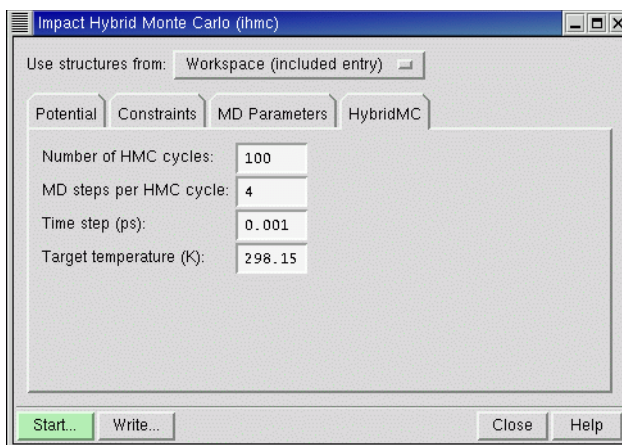 Impact Hybrid Monte Carlo (ihmc)
Use structures from: Workspace (included entry)
Potential Constraints MD Parameters HybridMC
Number of HMC cycles: 100
MD steps per HMC cycle: 4
Time step (ps): 0.001
Target temperature (K): 298.15
Start... Write... Close Help